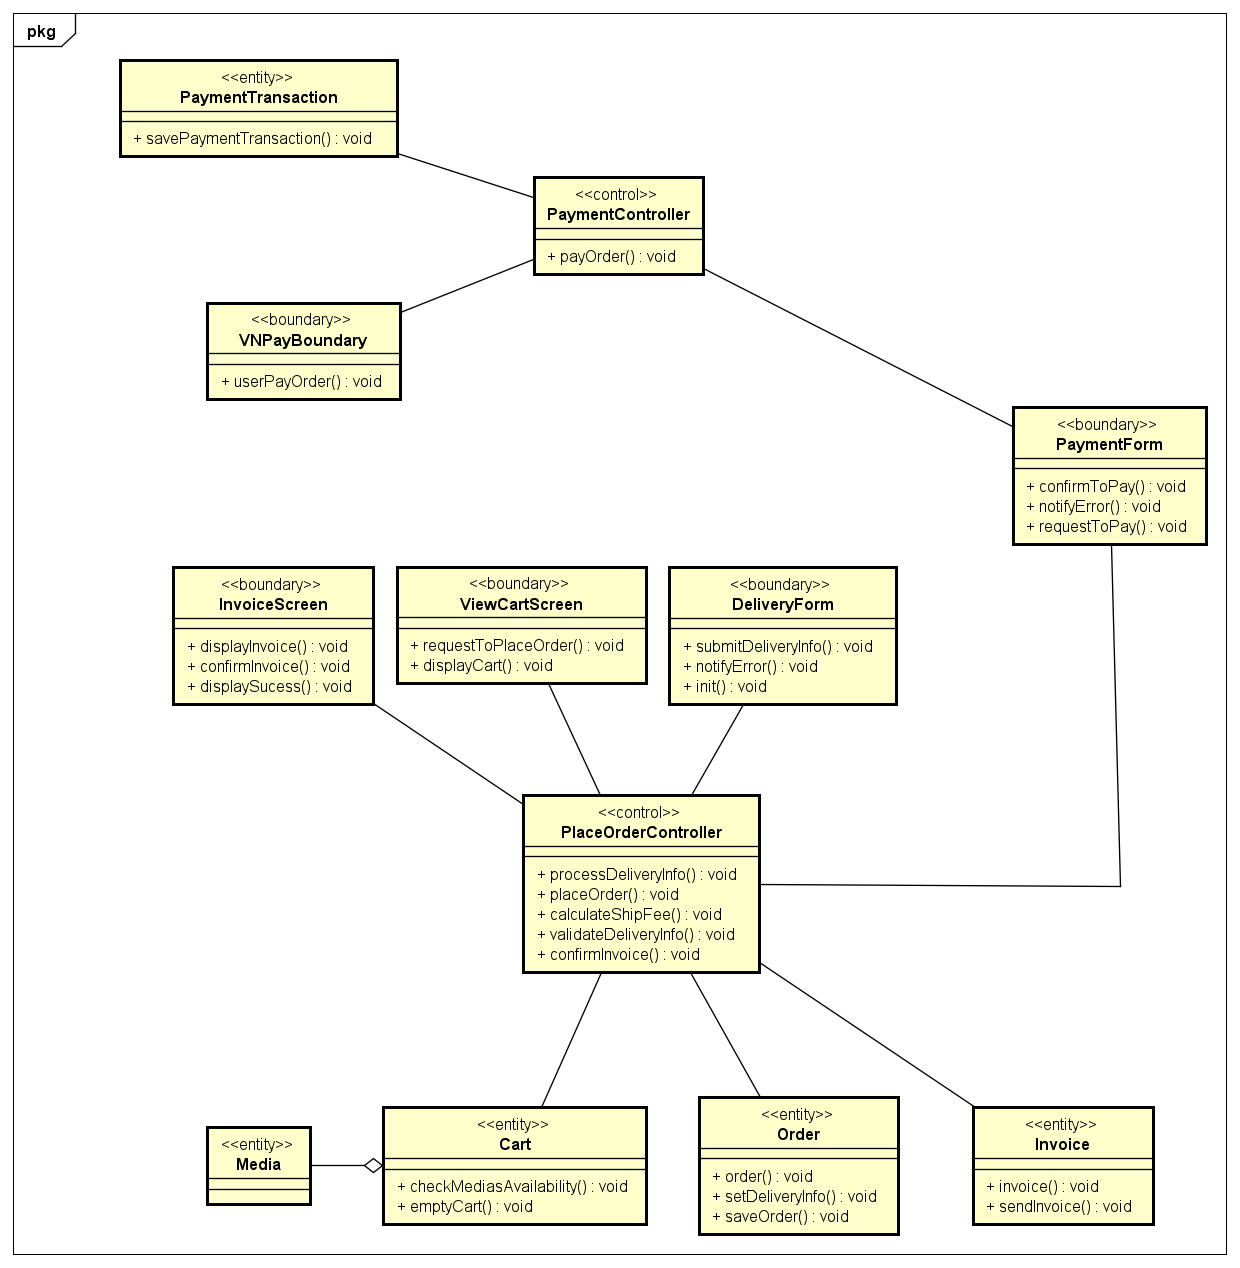 pkg
<<entity>>
PaymentTransaction
+ savePaymentTransaction() : void
<<control>>
PaymentController
+ payOrder() : void
<<boundary>>
VNPayBoundary
+ userPayOrder() : void
<<boundary>>
PaymentForm
+ confirmToPay() : void
+ notifyError() : void
+ requestToPay() : void
<<boundary>>
InvoiceScreen
+ displayInvoice() : void
+ confirmInvoice() : void
+ displaySucess() : void
<<boundary>>
ViewCartScreen
+ requestToPlaceOrder() : void
+ displayCart() : void
<<boundary>>
DeliveryForm
+ submitDeliveryInfo() : void
+ notifyError() : void
+ init() : void
<<control>>
PlaceOrderController
+ processDeliveryInfo() : void
+ placeOrder() : void
+ calculateShipFee() : void
+ validateDeliveryInfo() : void
+ confirmInvoice() : void
<<entity>>
Media
<<entity>>
Cart
+ checkMediasAvailability() : void
+ emptyCart() : void
<<entity>>
Order
+ order() : void
+ setDeliveryInfo() : void
+ saveOrder() : void
<<entity>>
Invoice
+ invoice() : void
+ sendInvoice() : void